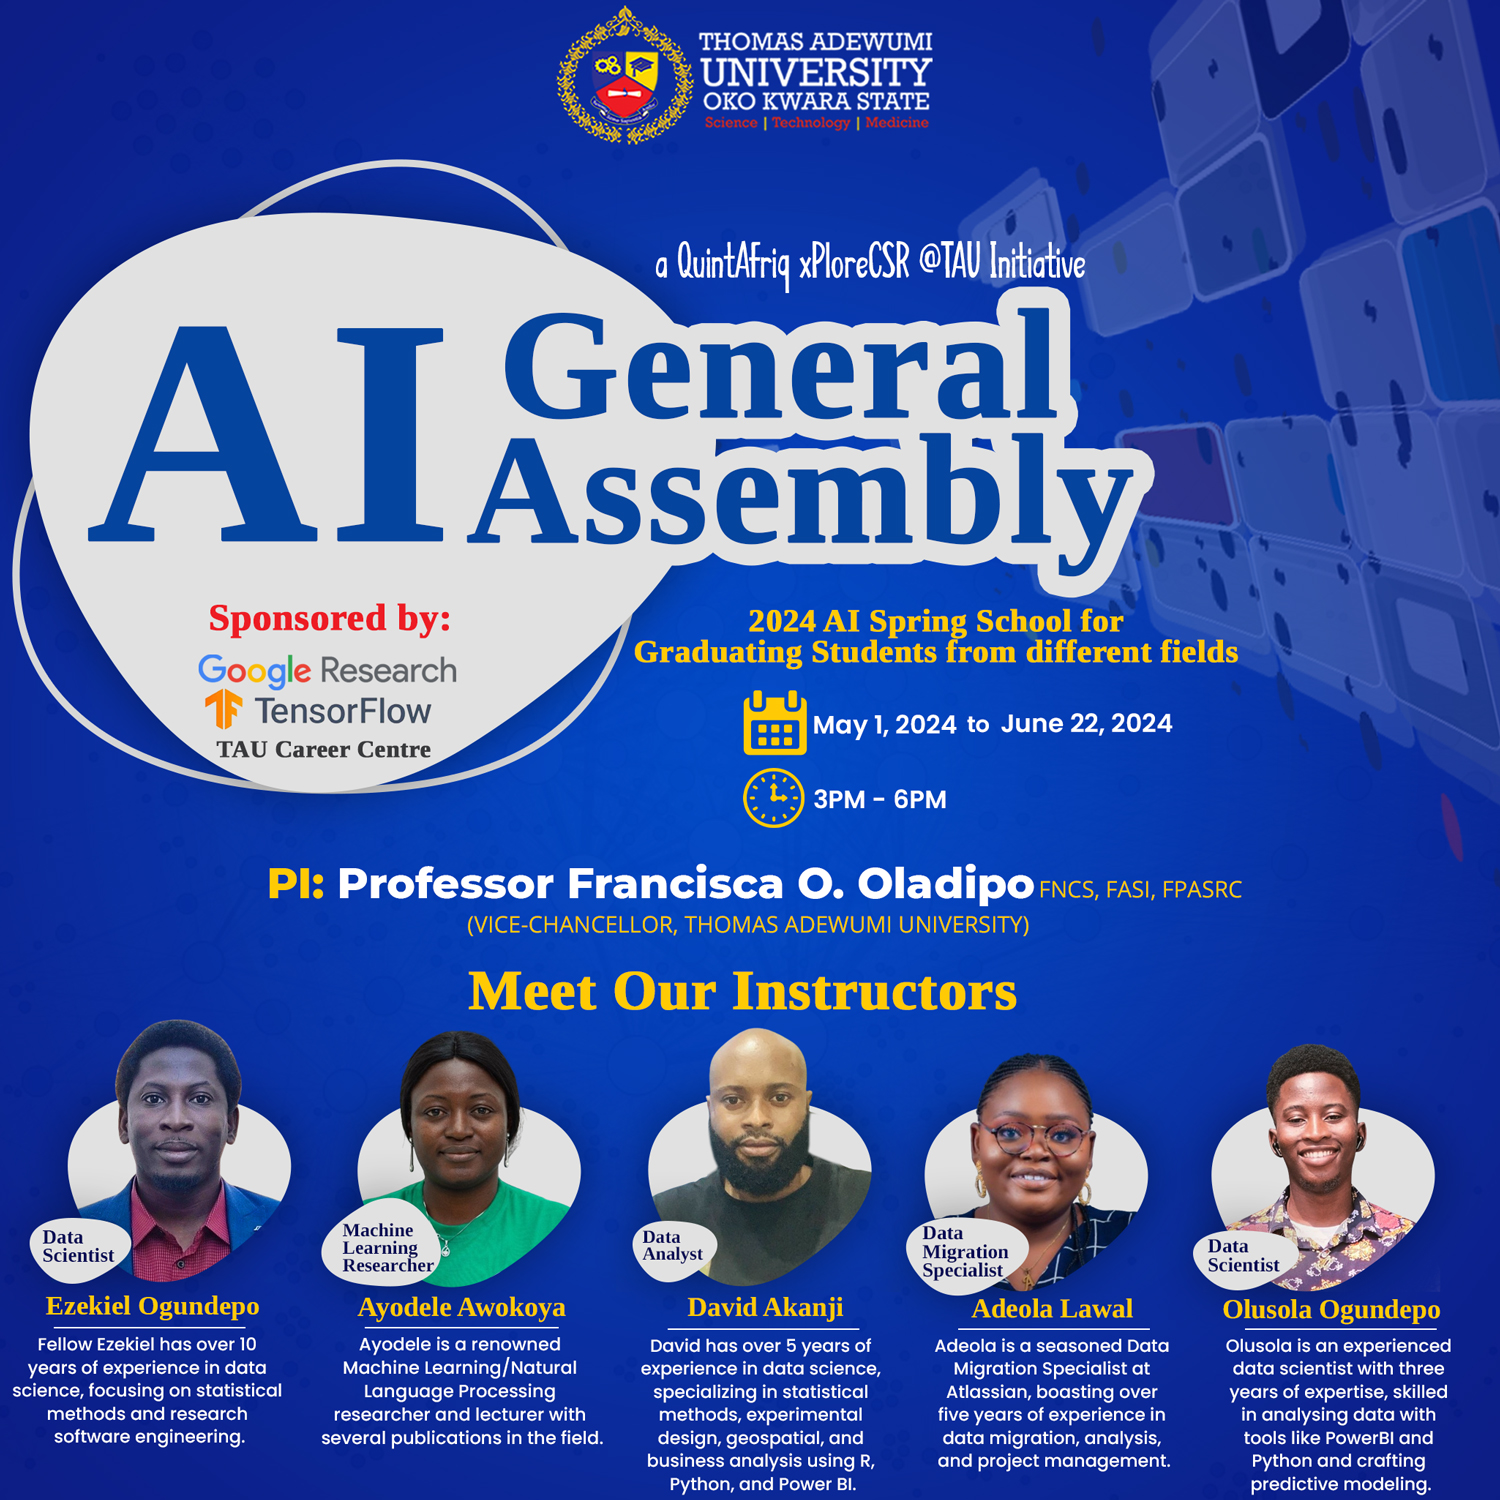 THOMAS ADEWUMI
UNIVERSITY
OKO KWARA STATE
Science | Technology | Medicine
a QuintAfriq xPloreCSR @TAU Initiative
AI General
Assembly
Sponsored by:
Google Research
TensorFlow
TAU Career Centre
2024 AI Spring School for
Graduating Students from different fields
May 1, 2024 to June 22, 2024
3PM - 6PM
PI: Professor Francisca O. Oladipo FNCS, FASI, FPASRC
(VICE-CHANCELLOR, THOMAS ADEWUMI UNIVERSITY)
Meet Our Instructors
Data
Scientist
Ezekiel Ogundepo
Fellow Ezekiel has over 10
years of experience in data
science, focusing on statistical
methods and research
software engineering.
Machine
Learning
Researcher
Ayodele Awokoya
Ayodele is a renowned
Machine Learning/Natural
Language Processing
researcher and lecturer with
several publications in the field.
Data
Analyst
David Akanji
David has over 5 years of
experience in data science,
specializing in statistical
methods, experimental
design, geospatial, and
business analysis using R,
Python, and Power BI.
Data
Migration
Specialist
Adeola Lawal
Adeola is a seasoned Data
Migration Specialist at
Atlassian, boasting over
five years of experience in
data migration, analysis,
and project management.
Data
Scientist
Olusola Ogundepo
Olusola is an experienced
data scientist with three
years of expertise, skilled
in analysing data with
tools like PowerBI and
Python and crafting
predictive modeling.